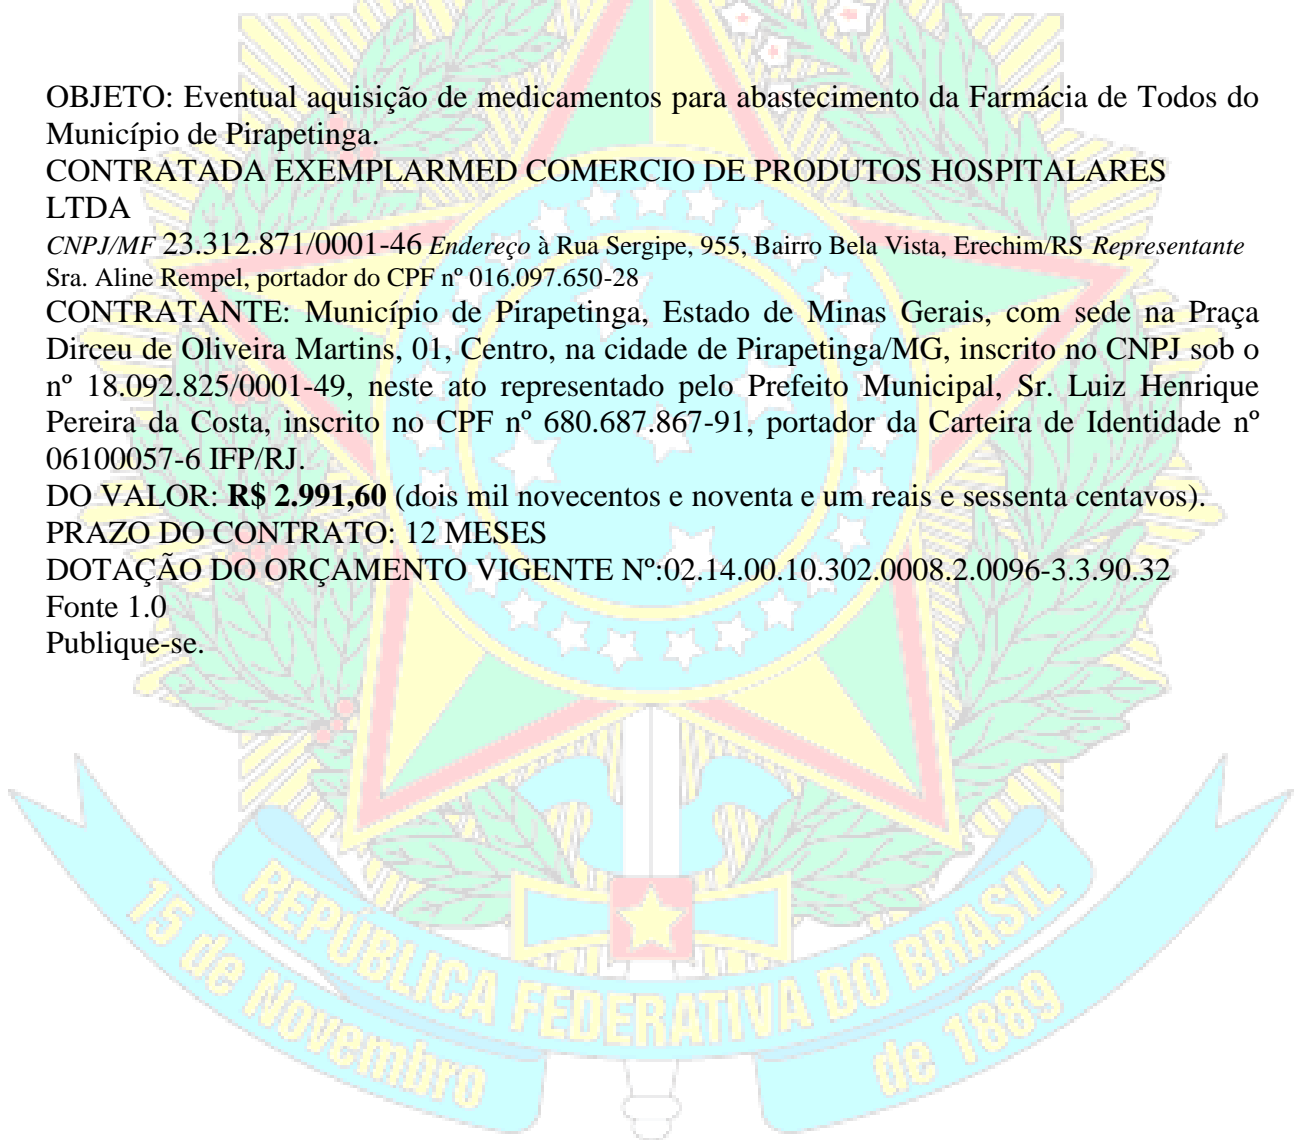 OBJETO: Eventual aquisição de medicamentos para abastecimento da Farmácia de Todos do
Município de Pirapetinga.
CONTRATADA EXEMPLARMED COMERCIO DE PRODUTOS HOSPITALARES
LTDA
CNPJ/MF 23.312.871/0001-46 Endereço à Rua Sergipe, 955, Bairro Bela Vista, Erechim/RS Representante
Sra. Aline Rempel, portador do CPF nº 016.097.650-28
CONTRATANTE: Município de Pirapetinga, Estado de Minas Gerais, com sede na Praça
Dirceu de Oliveira Martins, 01, Centro, na cidade de Pirapetinga/MG, inscrito no CNPJ sob o
nº 18.092.825/0001-49, neste ato representado pelo Prefeito Municipal, Sr. Luiz Henrique
Pereira da Costa, inscrito no CPF nº 680.687.867-91, portador da Carteira de Identidade nº
06100057-6 IFP/RJ.
DO VALOR: R$ 2.991,60 (dois mil novecentos e noventa e um reais e sessenta centavos).
PRAZO DO CONTRATO: 12 MESES
DOTAÇÃO DO ORÇAMENTO VIGENTE Nº:02.14.00.10.302.0008.2.0096-3.3.90.32
Fonte 1.0
Publique-se.
REPÚBLICA FEDERATIVA DO BRASIL
15 de Novembro de 1889